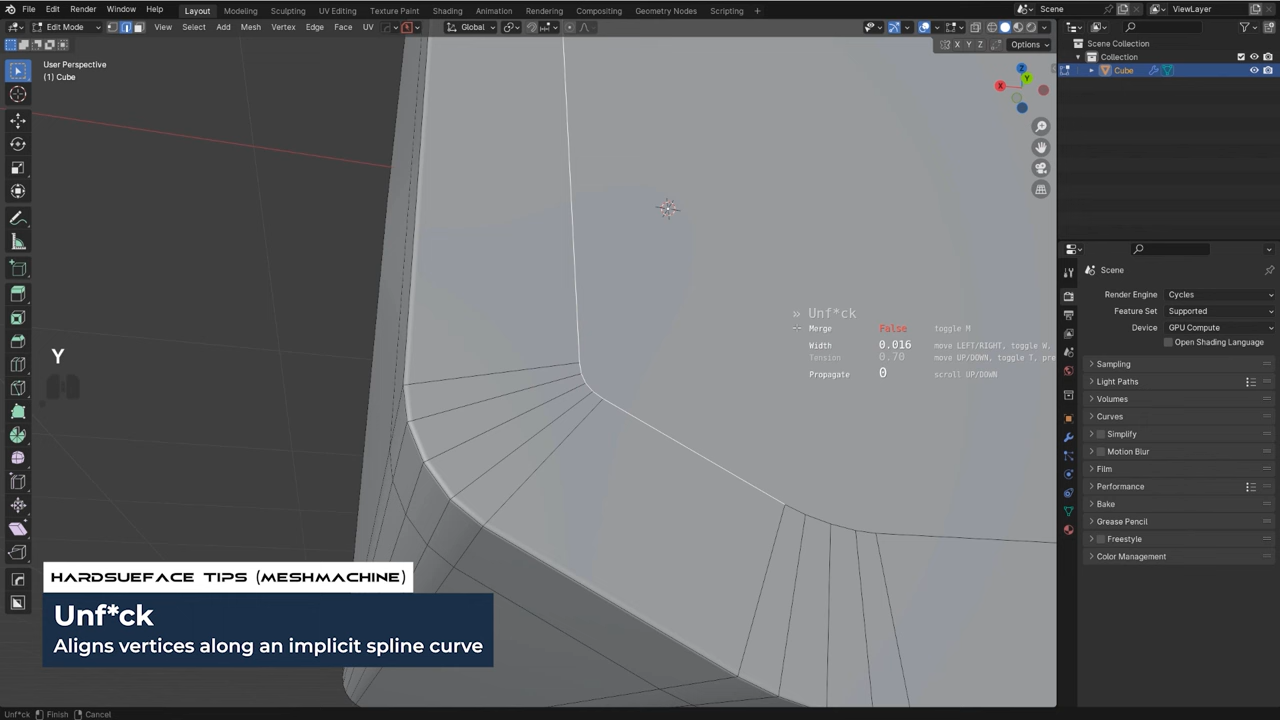 File Edit Render Window Help
Layout Modeling Sculpting UV Editing Texture Paint Shading Animation Rendering Compositing Geometry Nodes Scripting +
Scene
ViewLayer
Edit Mode
View Select Add Mesh Vertex Edge Face UV
Global
X Y Z
Options
User Perspective
(1) Cube
Z
Y
X
Scene Collection
Collection
Cube
Scene
Render Engine Cycles
Feature Set Supported
Device GPU Compute
Open Shading Language
Sampling
Light Paths
Volumes
Curves
Simplify
Motion Blur
Film
Performance
Bake
Grease Pencil
Freestyle
Color Management
» Unf*ck
Merge False toggle M
Width 0.016 move LEFT/RIGHT, toggle W,
Tension 0.70 move UP/DOWN, toggle T, pre
Propagate 0 scroll UP/DOWN
Y
HARDSUEFACE TIPS (MESHMACHINE)
Unf*ck
Aligns vertices along an implicit spline curve
Unf*ck Finish Cancel